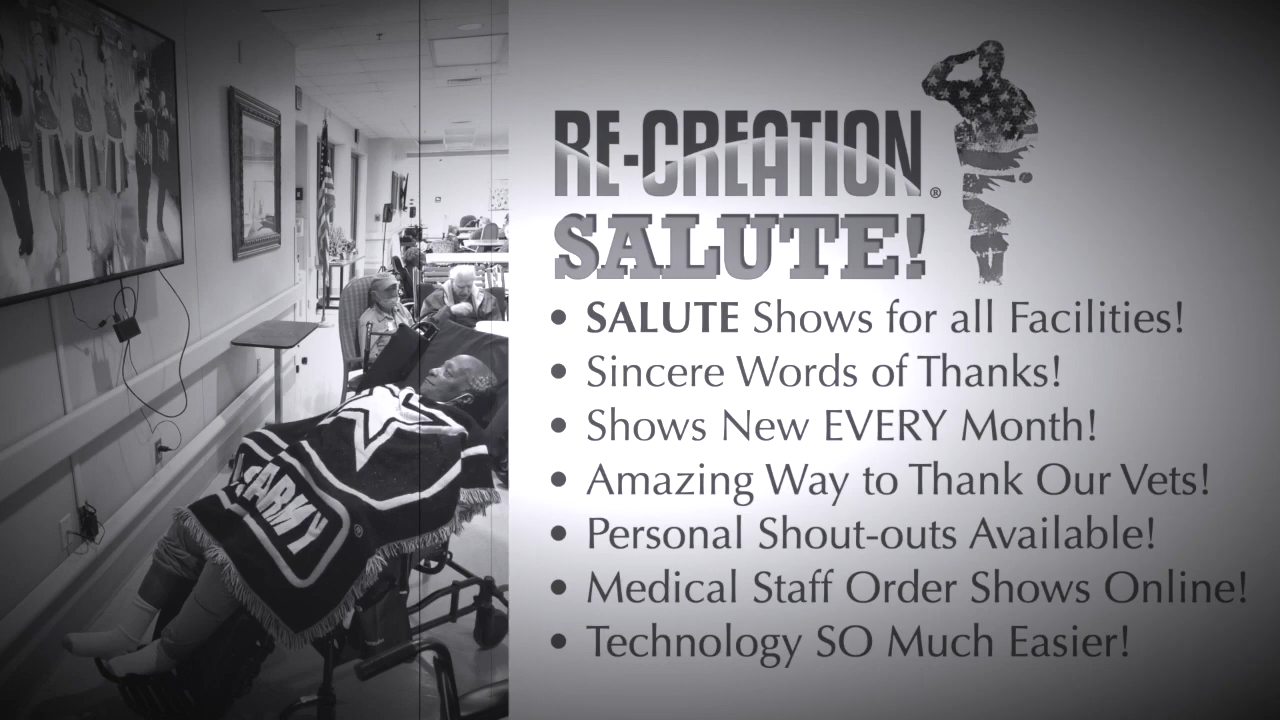 RE-CREATION®
SALUTE!
• SALUTE Shows for all Facilities!
• Sincere Words of Thanks!
• Shows New EVERY Month!
• Amazing Way to Thank Our Vets!
• Personal Shout-outs Available!
• Medical Staff Order Shows Online!
• Technology SO Much Easier!
ARMY®